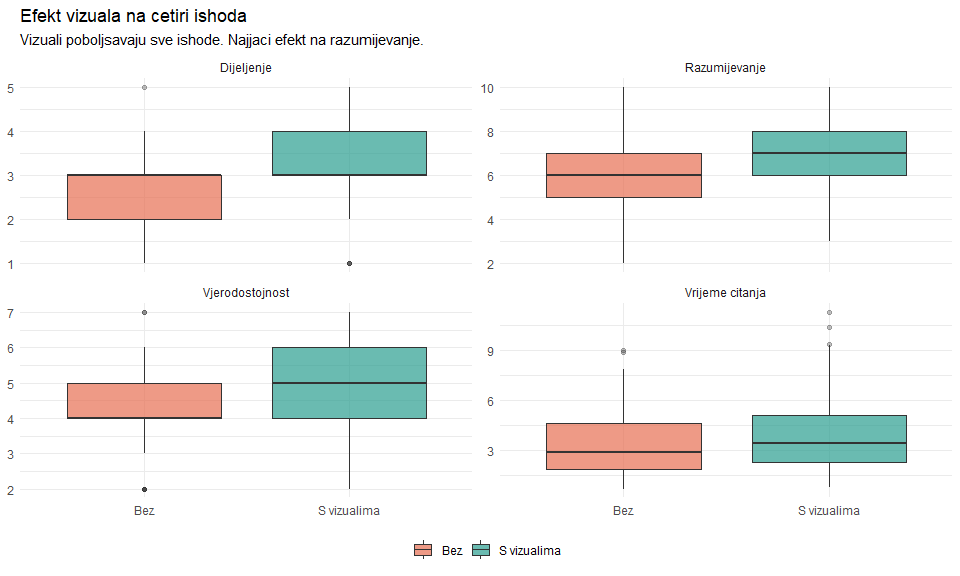 Efekt vizuala na cetiri ishoda
Vizuali poboljsavaju sve ishode. Najjaci efekt na razumijevanje.
Dijeljenje
5
4
3
2
1
Razumijevanje
10
8
6
4
2
Vjerodostojnost
7
6
5
4
3
2
Bez
S vizualima
Vrijeme citanja
9
6
3
Bez
S vizualima
Bez
S vizualima